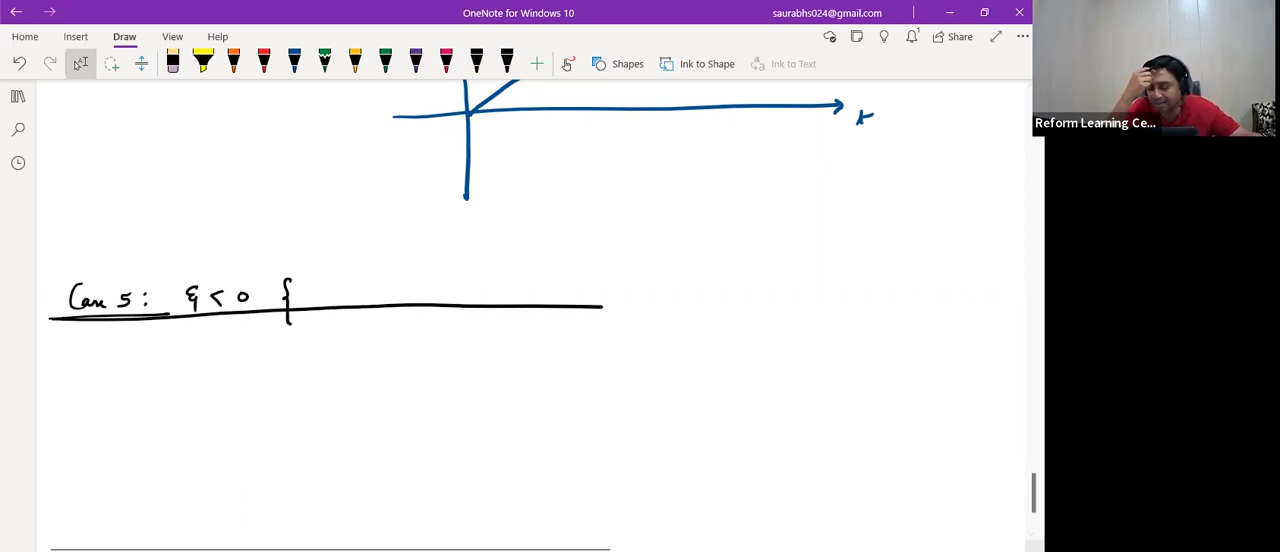 OneNote for Windows 10
saurabhs024@gmail.com
Home Insert Draw View Help
Share
Shapes
Ink to Shape
Ink to Text
Reform Learning Ce...
t
Case 5: ξ < 0 {